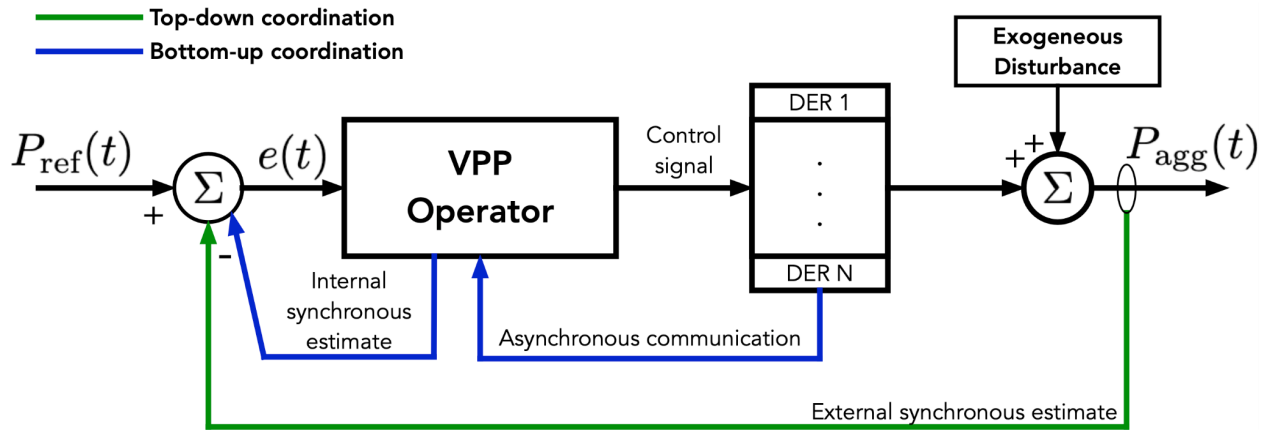 Top-down coordination
Bottom-up coordination
Exogeneous
Disturbance
DER 1
P_ref(t)
e(t)
VPP
Operator
Control
signal
.
.
.
+ +
P_agg(t)
Σ
Σ
+
-
DER N
Internal
synchronous
estimate
Asynchronous communication
External synchronous estimate